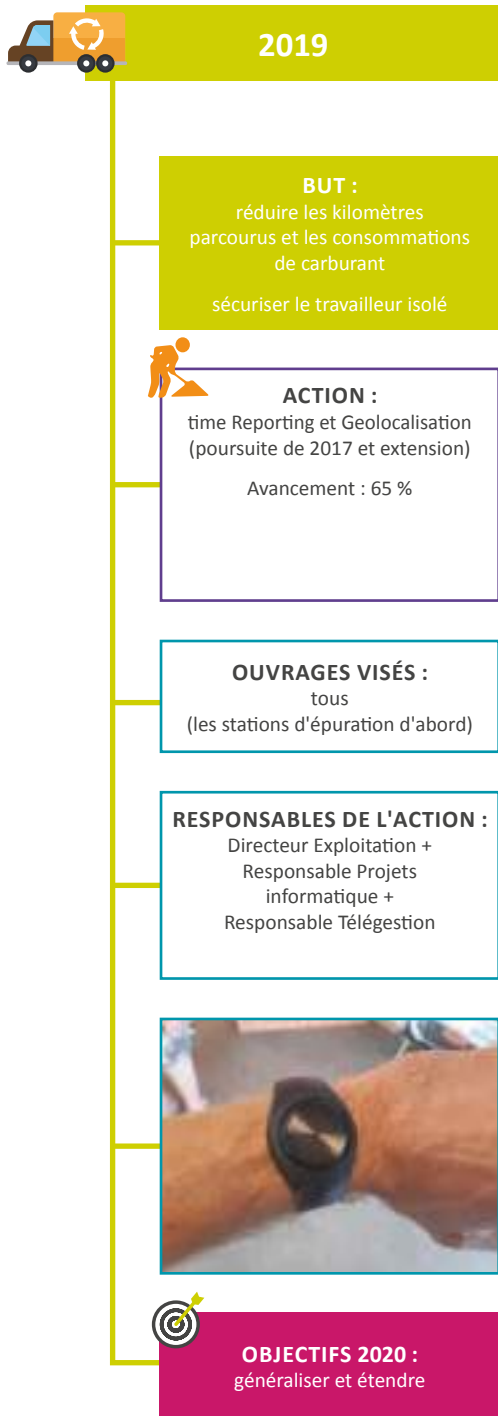 2019
BUT :
réduire les kilomètres
parcourus et les consommations
de carburant
sécuriser le travailleur isolé
ACTION :
time Reporting et Geolocalisation
(poursuite de 2017 et extension)
Avancement : 65 %
OUVRAGES VISÉS :
tous
(les stations d'épuration d'abord)
RESPONSABLES DE L'ACTION :
Directeur Exploitation +
Responsable Projets
informatique +
Responsable Télégestion
OBJECTIFS 2020 :
généraliser et étendre